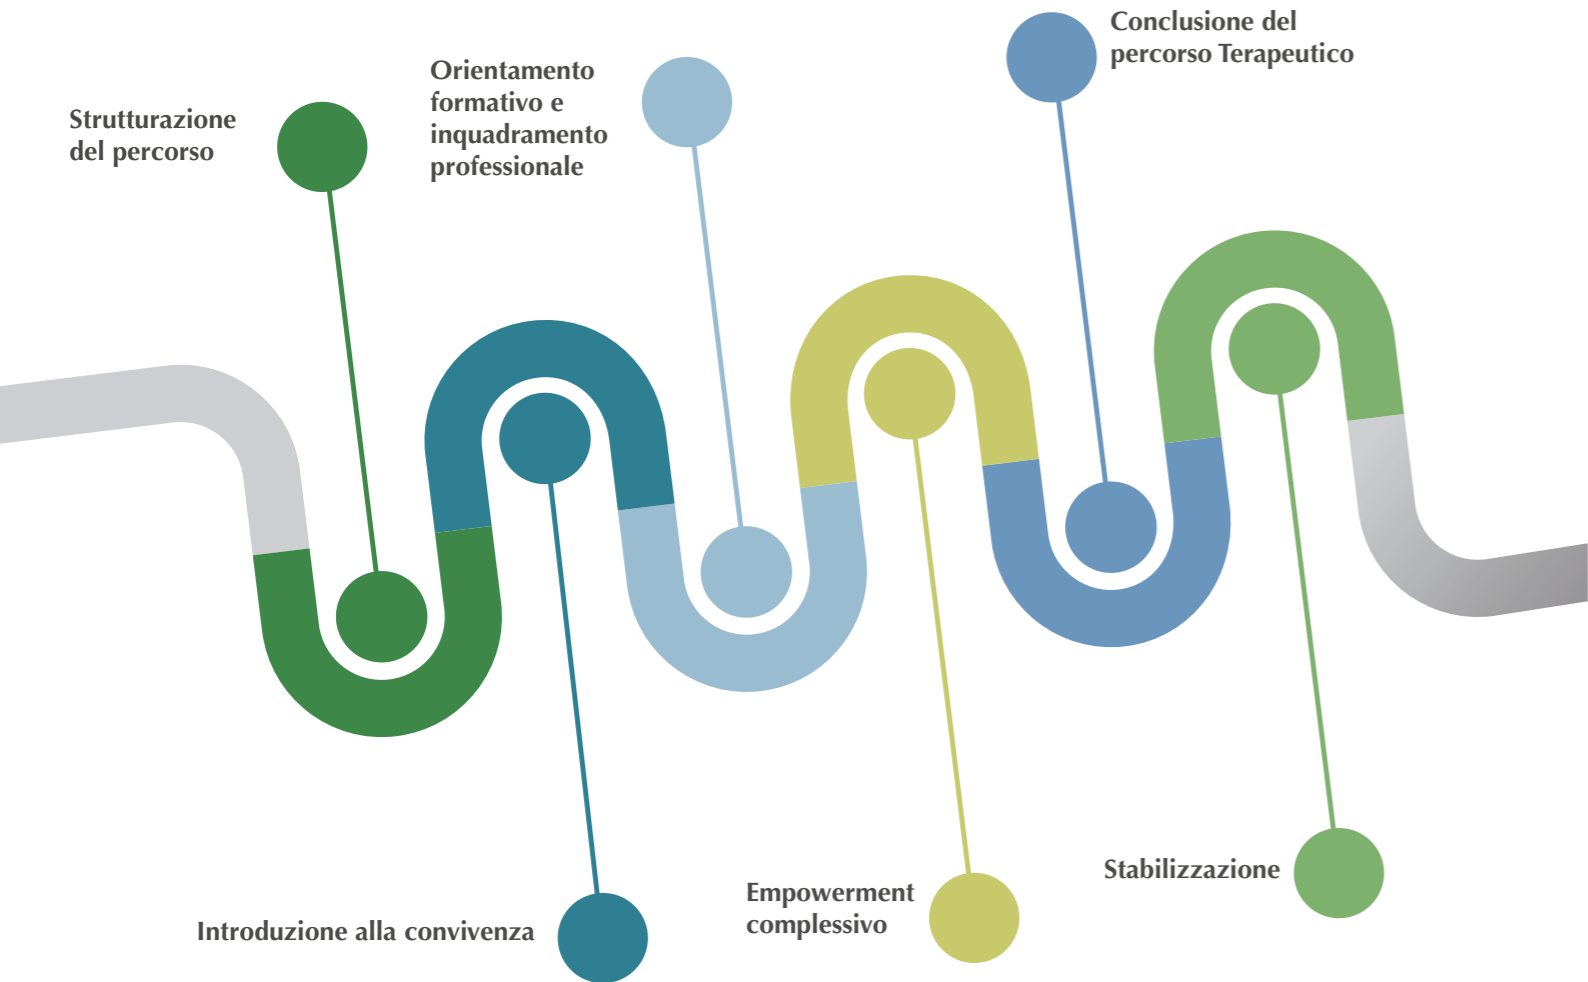 Strutturazione
del percorso
Orientamento
formativo e
inquadramento
professionale
Conclusione del
percorso Terapeutico
Introduzione alla convivenza
Empowerment
complessivo
Stabilizzazione